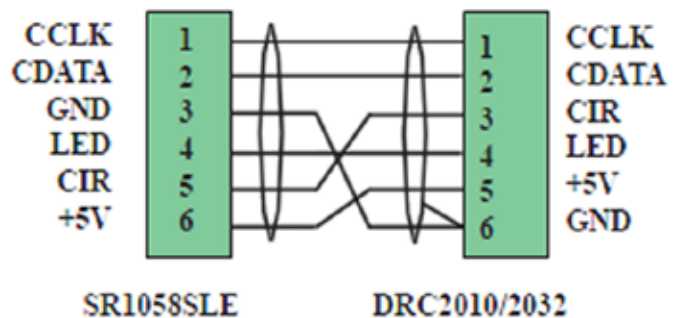 CCLK 1 1 CCLK
CDATA 2 2 CDATA
GND 3 3 CIR
LED 4 4 LED
CIR 5 5 +5V
+5V 6 6 GND
SR1058SLE DRC2010/2032